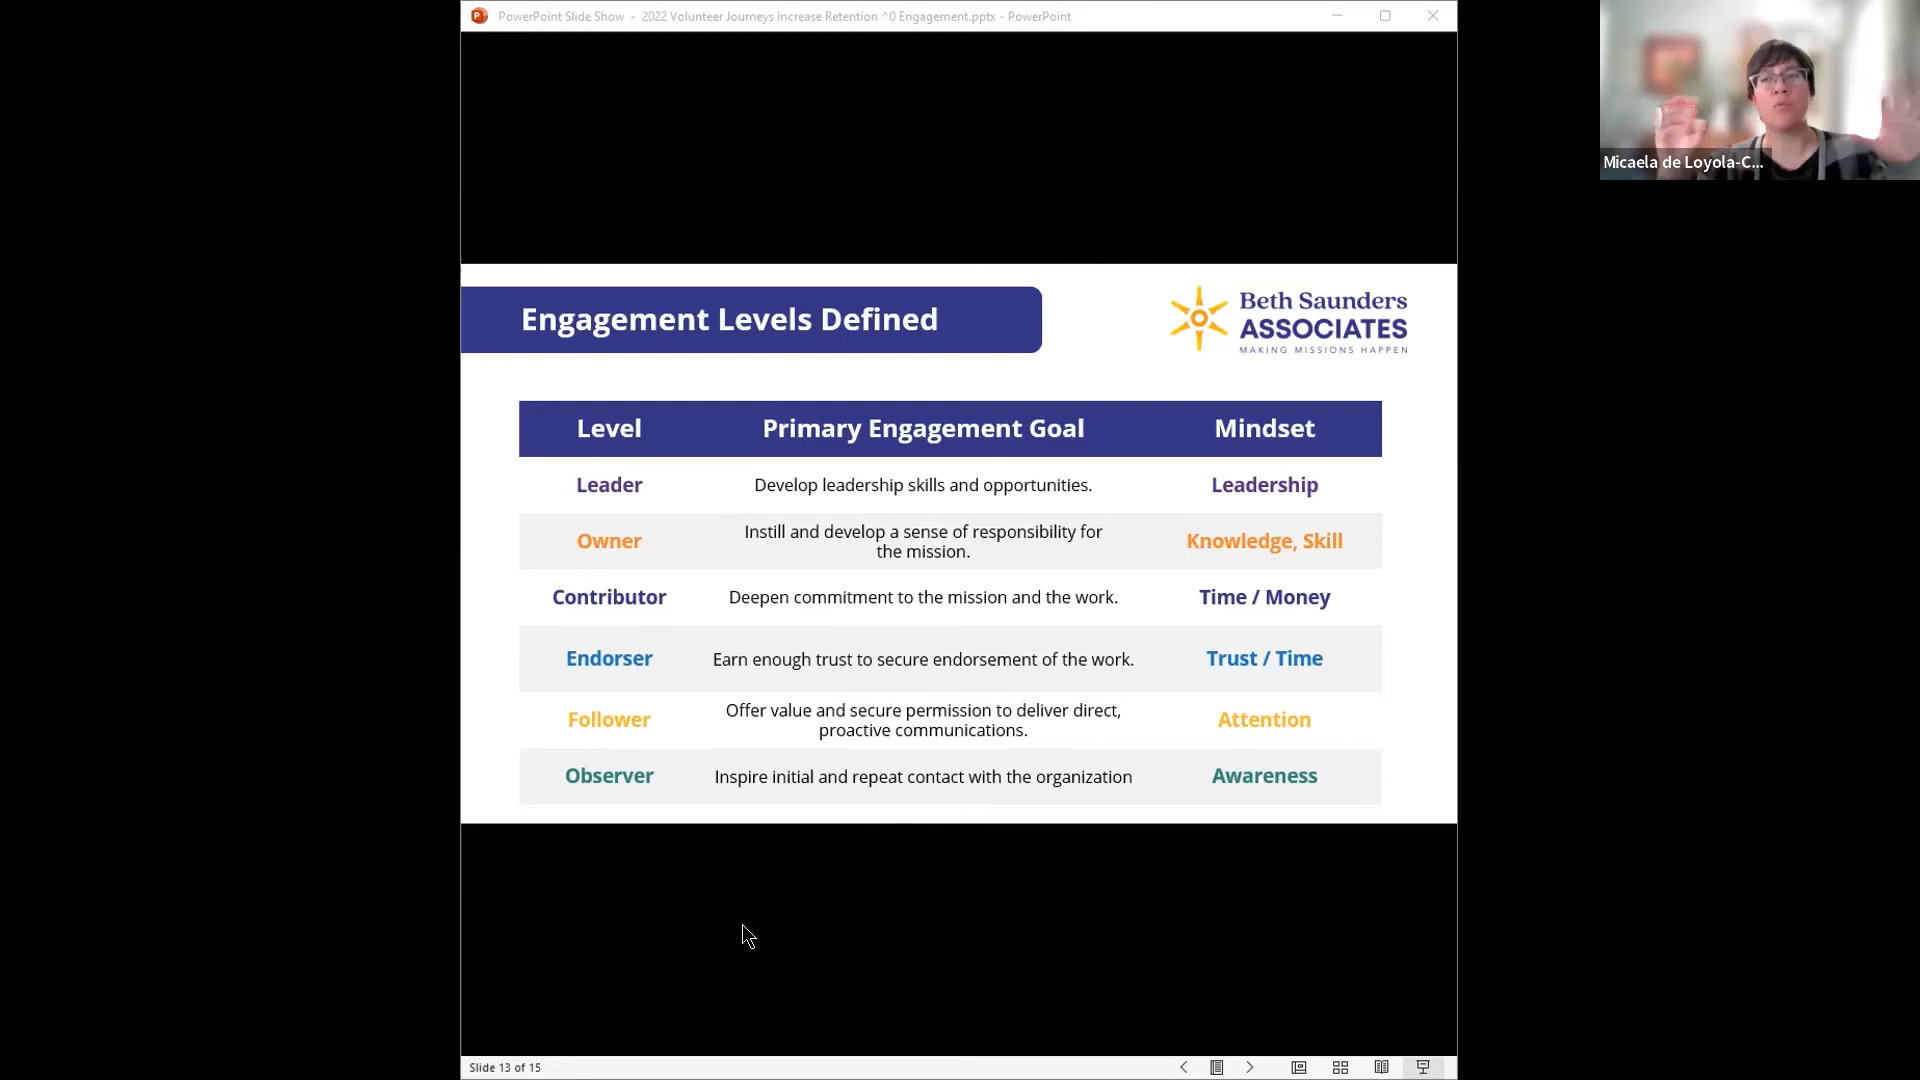 PowerPoint Slide Show - 2022 Volunteer Journeys Increase Retention ^0 Engagement.pptx - PowerPoint
Micaela de Loyola-C...
Engagement Levels Defined
Beth Saunders
ASSOCIATES
MAKING MISSIONS HAPPEN
Level Primary Engagement Goal Mindset
Leader Develop leadership skills and opportunities. Leadership
Owner Instill and develop a sense of responsibility for
the mission. Knowledge, Skill
Contributor Deepen commitment to the mission and the work. Time / Money
Endorser Earn enough trust to secure endorsement of the work. Trust / Time
Follower Offer value and secure permission to deliver direct,
proactive communications. Attention
Observer Inspire initial and repeat contact with the organization Awareness
Slide 13 of 15